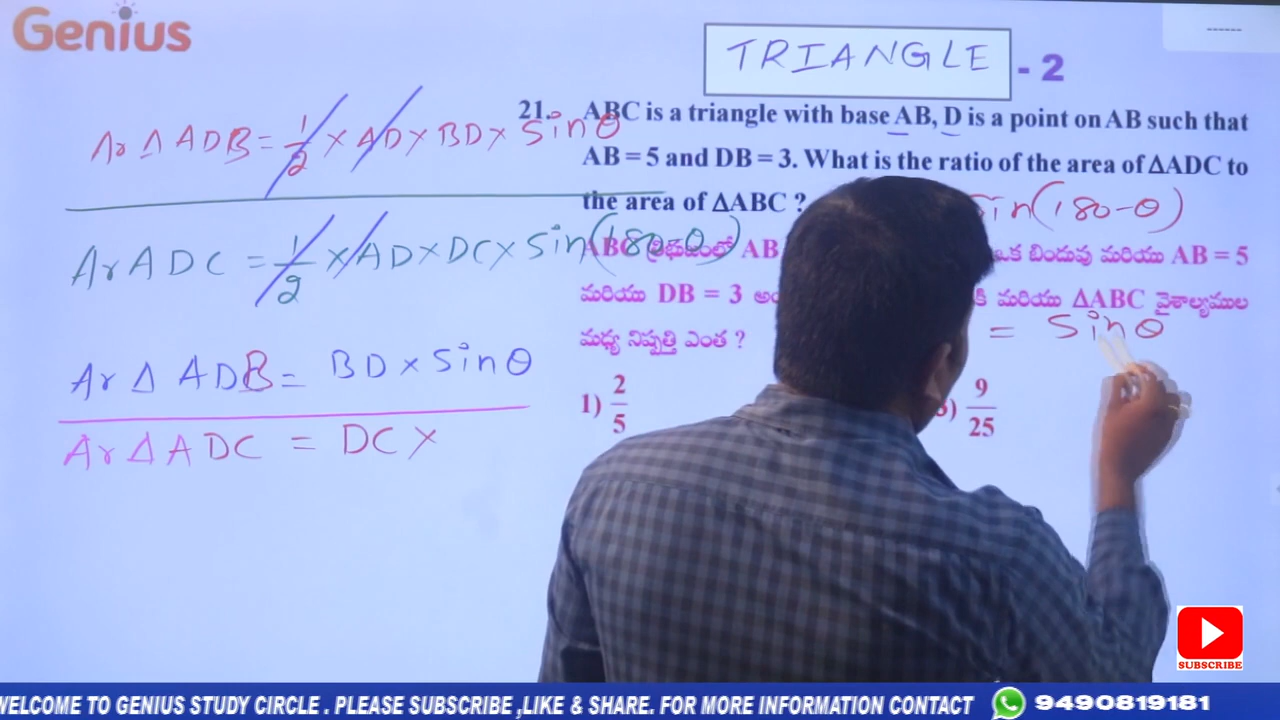 Genius
TRIANGLE - 2
Ar Δ ADB = 1/2 × AD × BD × sinθ
Ar ADC = 1/2 × AD × DC × sin(180-θ)
Ar Δ ADB = BD × sinθ
Ar Δ ADC = DC ×
21. ABC is a triangle with base AB, D is a point on AB such that
AB = 5 and DB = 3. What is the ratio of the area of ΔADC to
the area of ΔABC ?
sin(180-θ)
ABC త్రిభుజంలో AB ఒక బిందువు మరియు AB = 5
మరియు DB = 3 కి మరియు ΔABC వైశాల్యముల
మధ్య నిష్పత్తి ఎంత ?
= sinθ
1) 2/5
9/25
SUBSCRIBE
WELCOME TO GENIUS STUDY CIRCLE . PLEASE SUBSCRIBE ,LIKE & SHARE. FOR MORE INFORMATION CONTACT 9490819181